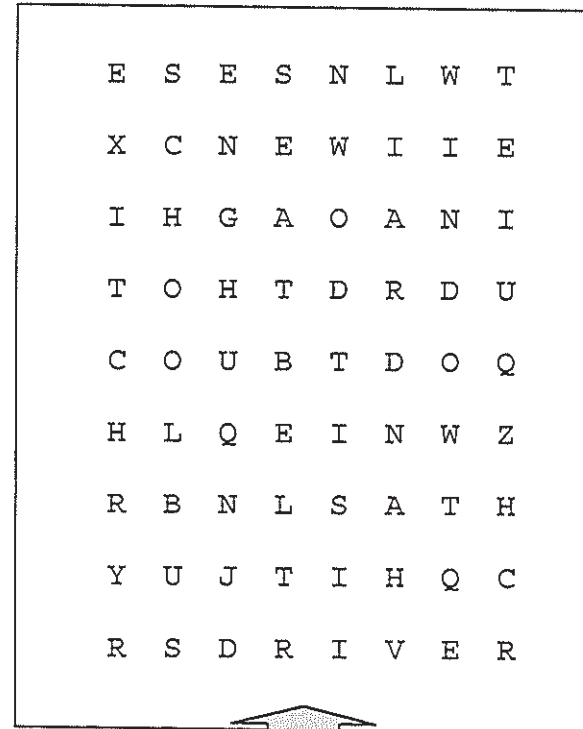 E S E S N L W T
X C N E W I I E
I H G A O A N I
T O H T D R D U
C O U B T D O Q
H L Q E I N W Z
R B N L S A T H
Y U J T I H Q C
R S D R I V E R